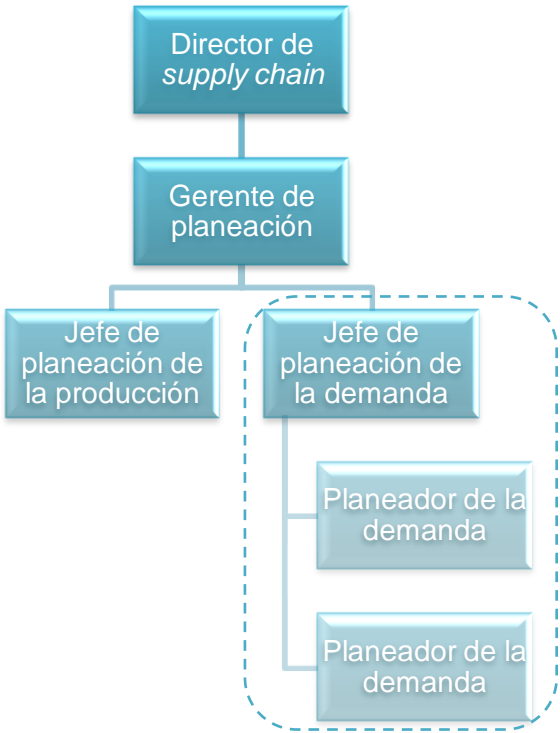 Director de
supply chain
Gerente de
planeación
Jefe de
planeación de
la producción
Jefe de
planeación de
la demanda
Planeador de la
demanda
Planeador de la
demanda